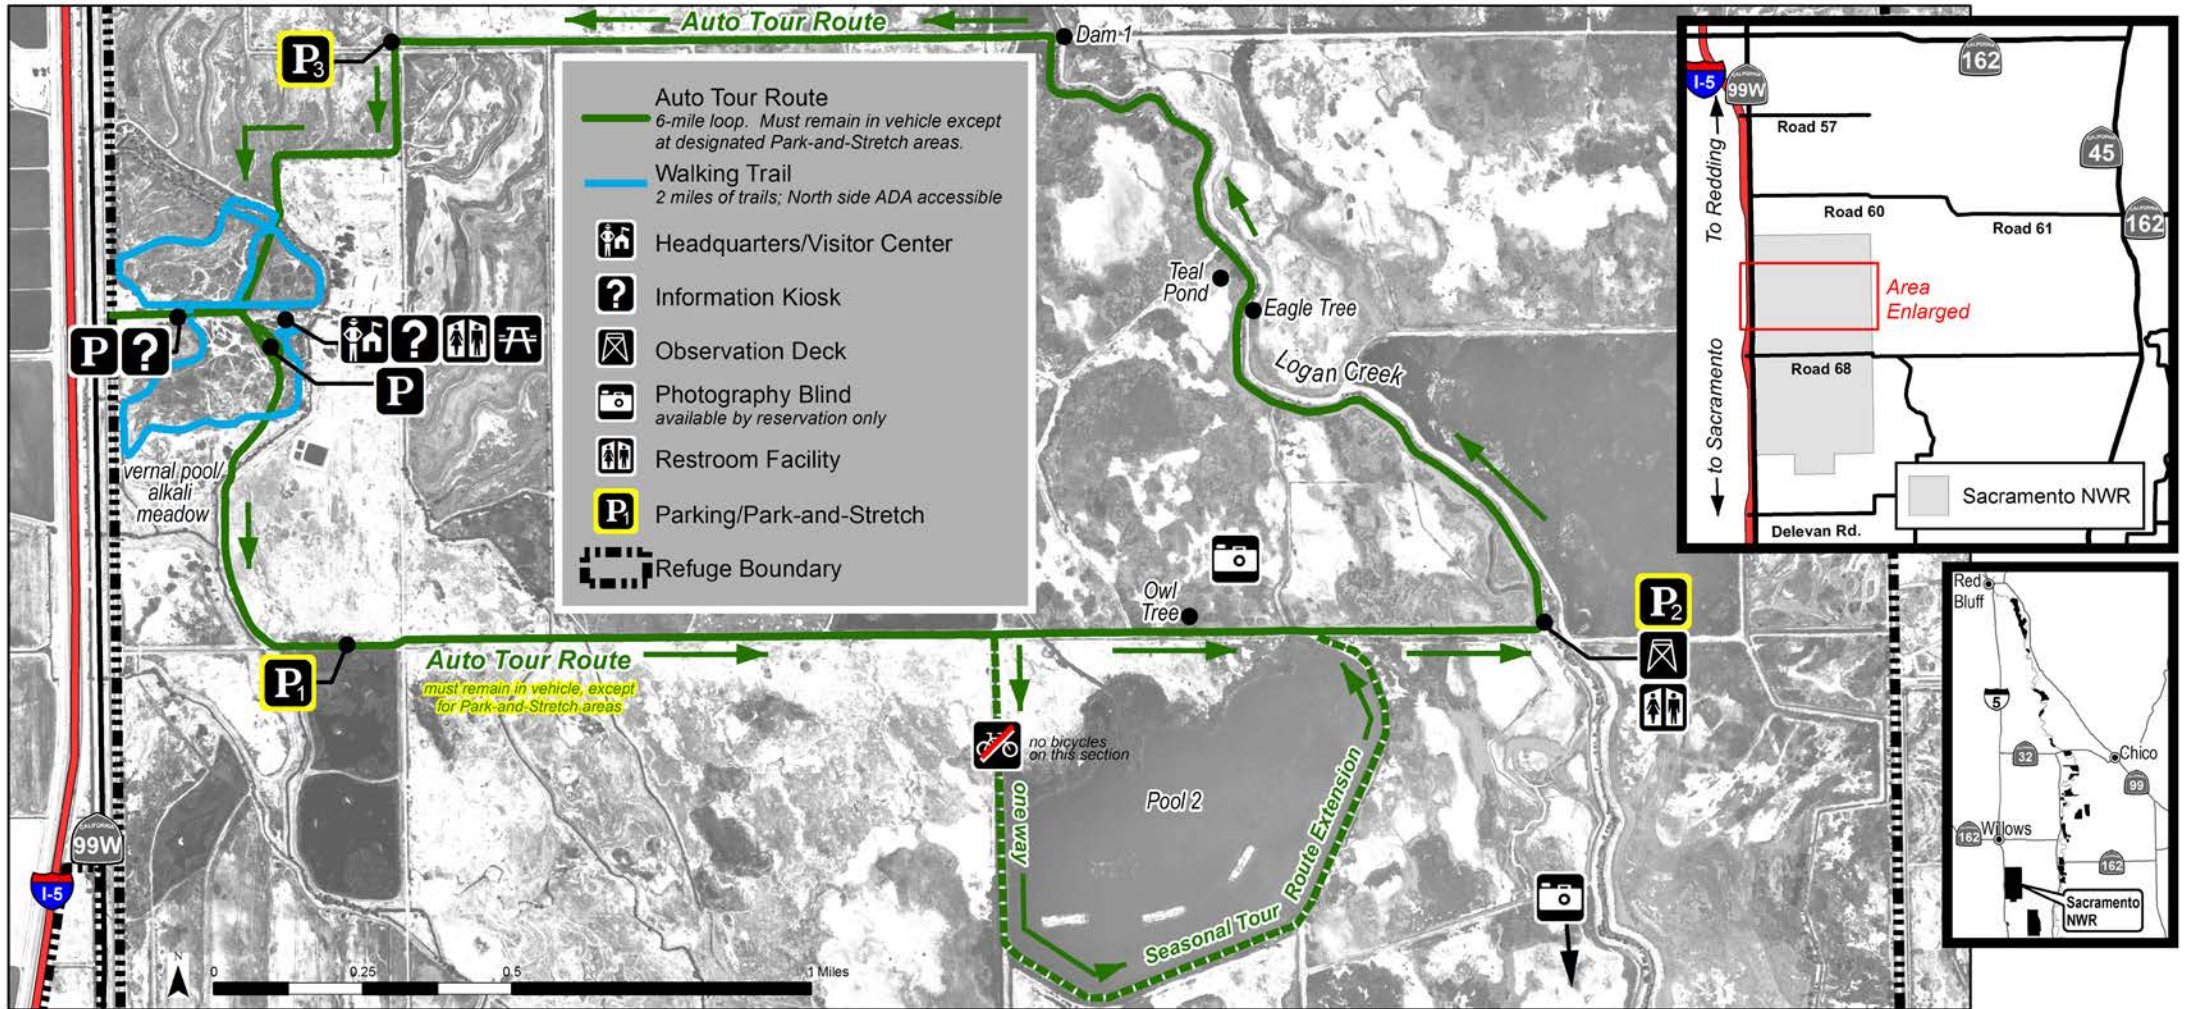 Auto Tour Route
P3
Dam 1
Auto Tour Route
6-mile loop. Must remain in vehicle except
at designated Park-and-Stretch areas.
Walking Trail
2 miles of trails; North side ADA accessible
Headquarters/Visitor Center
?
Information Kiosk
Observation Deck
Photography Blind
available by reservation only
Restroom Facility
P1
Parking/Park-and-Stretch
Refuge Boundary
Teal
Pond
Eagle Tree
Logan Creek
P
?
?
P
vernal pool/
alkali
meadow
Owl
Tree
P2
P1
Auto Tour Route
must remain in vehicle, except
for Park-and-Stretch areas
no bicycles
on this section
one way
Pool 2
Seasonal Tour Route Extension
CALIFORNIA
99W
I-5
N
0
0.25
0.5
1 Miles
I-5
CALIFORNIA
99W
CALIFORNIA
162
Road 57
CALIFORNIA
45
To Redding
Road 60
Road 61
CALIFORNIA
162
Area
Enlarged
to Sacramento
Road 68
Sacramento NWR
Delevan Rd.
Red
Bluff
5
32
Chico
99
162
Willows
162
Sacramento
NWR